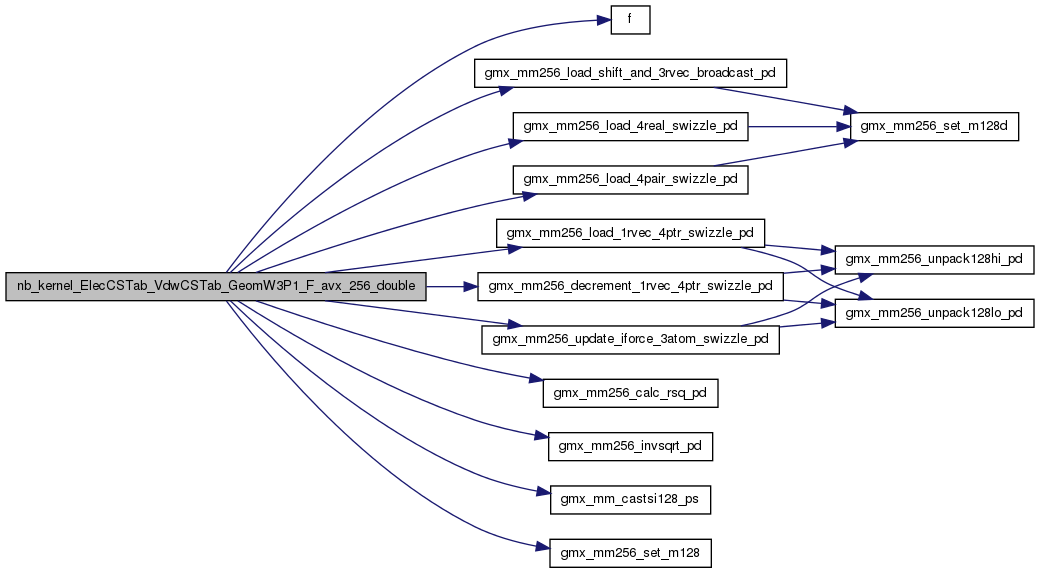 f
gmx_mm256_load_shift_and_3rvec_broadcast_pd
gmx_mm256_load_4real_swizzle_pd
gmx_mm256_set_m128d
gmx_mm256_load_4pair_swizzle_pd
gmx_mm256_load_1rvec_4ptr_swizzle_pd
gmx_mm256_unpack128hi_pd
nb_kernel_ElecCSTab_VdwCSTab_GeomW3P1_F_avx_256_double
gmx_mm256_decrement_1rvec_4ptr_swizzle_pd
gmx_mm256_unpack128lo_pd
gmx_mm256_update_iforce_3atom_swizzle_pd
gmx_mm256_calc_rsq_pd
gmx_mm256_invsqrt_pd
gmx_mm_castsi128_ps
gmx_mm256_set_m128